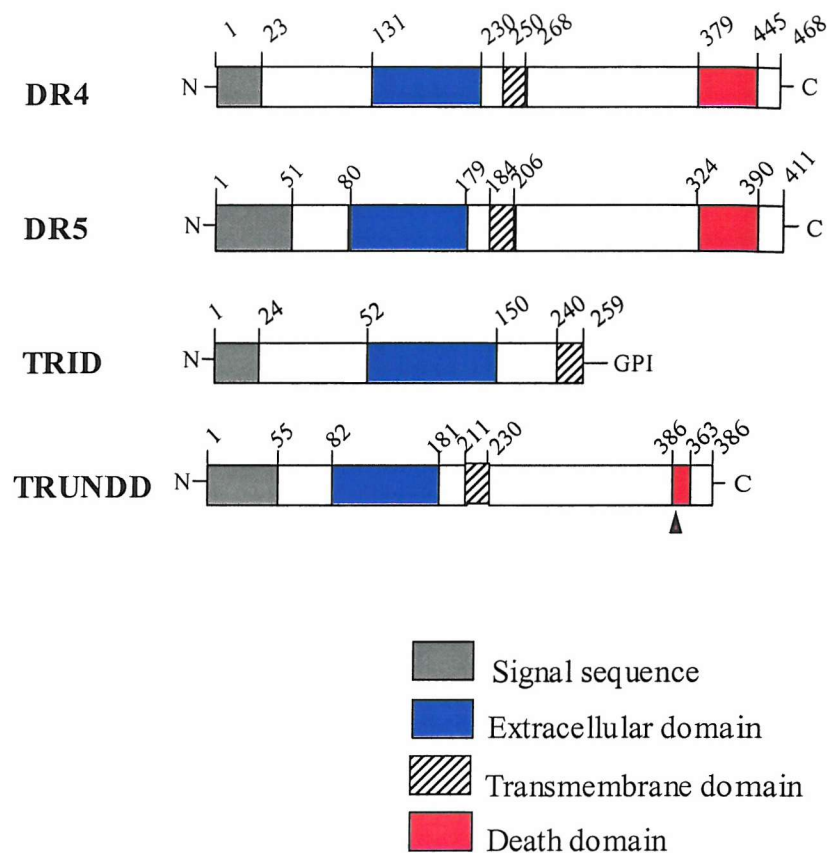 1 23 131 230 250 268 379 445 468
DR4 N C
1 51 80 179 184 206 324 390 411
DR5 N C
1 24 52 150 240 259
TRID N GPI
1 55 82 181 211 230 386 363 386
TRUNDD N C
Signal sequence
Extracellular domain
Transmembrane domain
Death domain